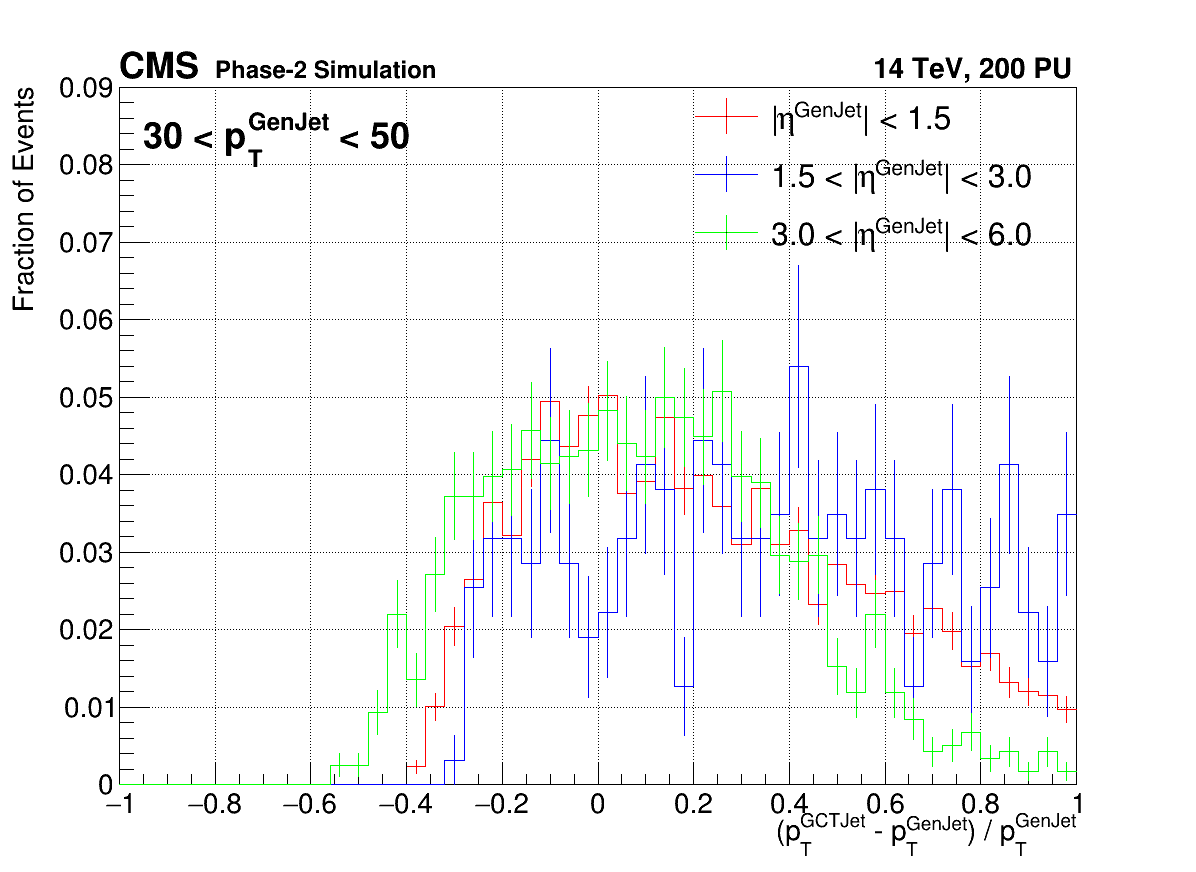 CMS Phase-2 Simulation 14 TeV, 200 PU
Fraction of Events
30 < p_T^GenJet < 50
|η^GenJet| < 1.5
1.5 < |η^GenJet| < 3.0
3.0 < |η^GenJet| < 6.0
0.09
0.08
0.07
0.06
0.05
0.04
0.03
0.02
0.01
0
−1 −0.8 −0.6 −0.4 −0.2 0 0.2 0.4 0.6 0.8 1
(p_T^GCTJet - p_T^GenJet) / p_T^GenJet